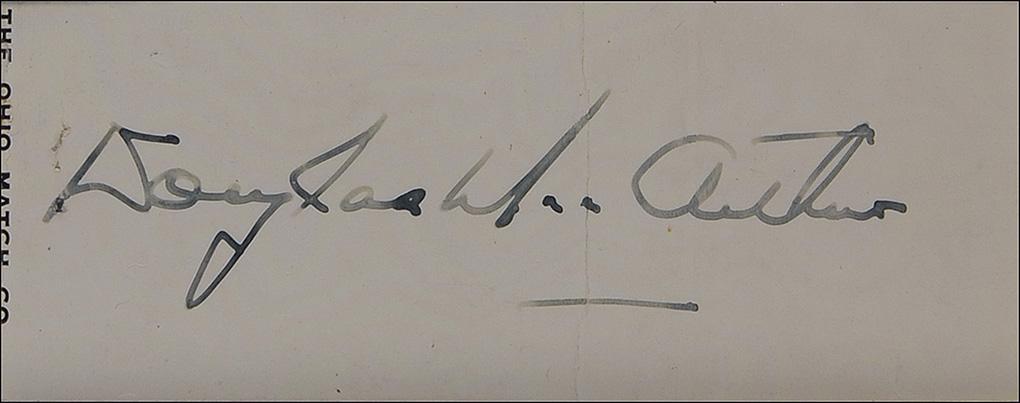 THE OHIO MATCH CO
Douglas MacArthur